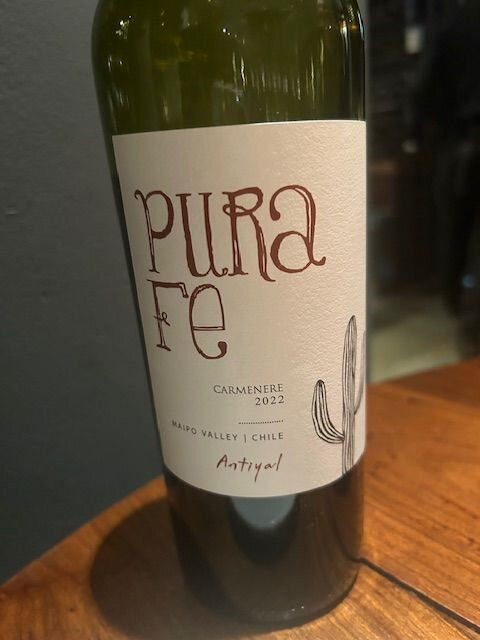 PURA
Fe
CARMENERE
2022
MAIPO VALLEY | CHILE
Antiyal